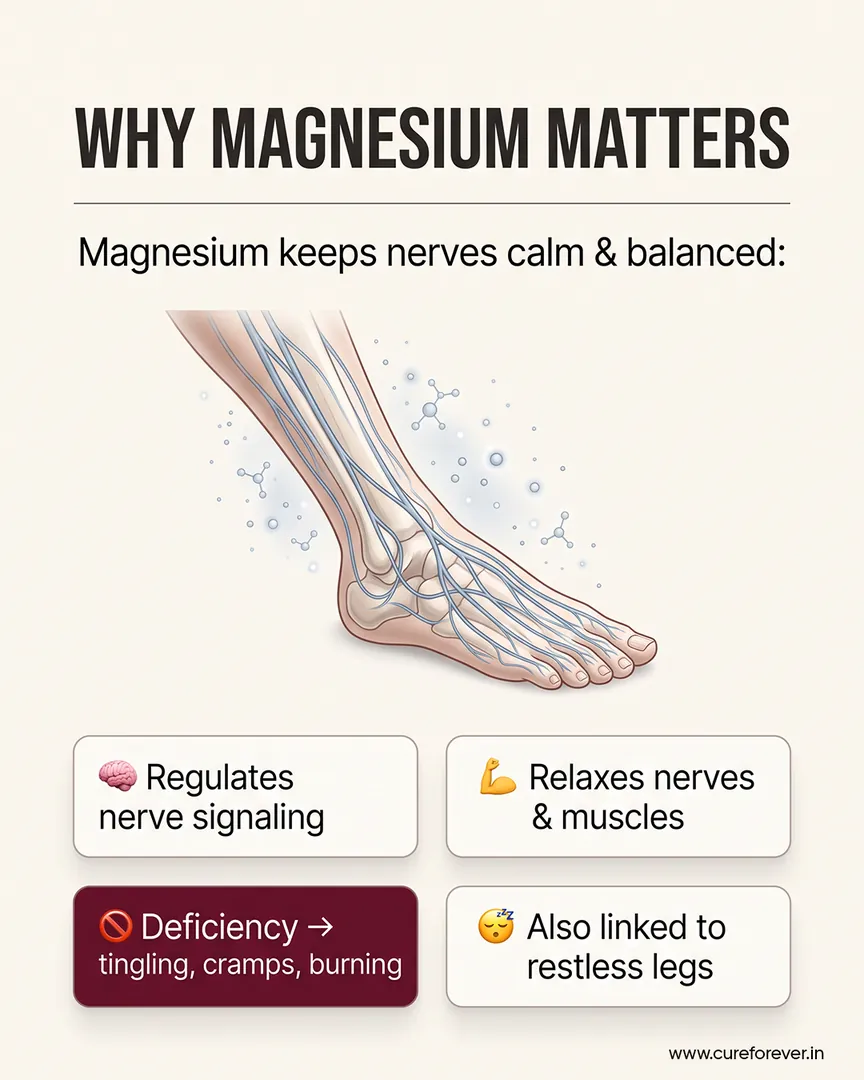 WHY MAGNESIUM MATTERS
Magnesium keeps nerves calm & balanced:
🧠 Regulates
nerve signaling
💪 Relaxes nerves
& muscles
🚫 Deficiency →
tingling, cramps, burning
😴 Also linked to
restless legs
www.cureforever.in